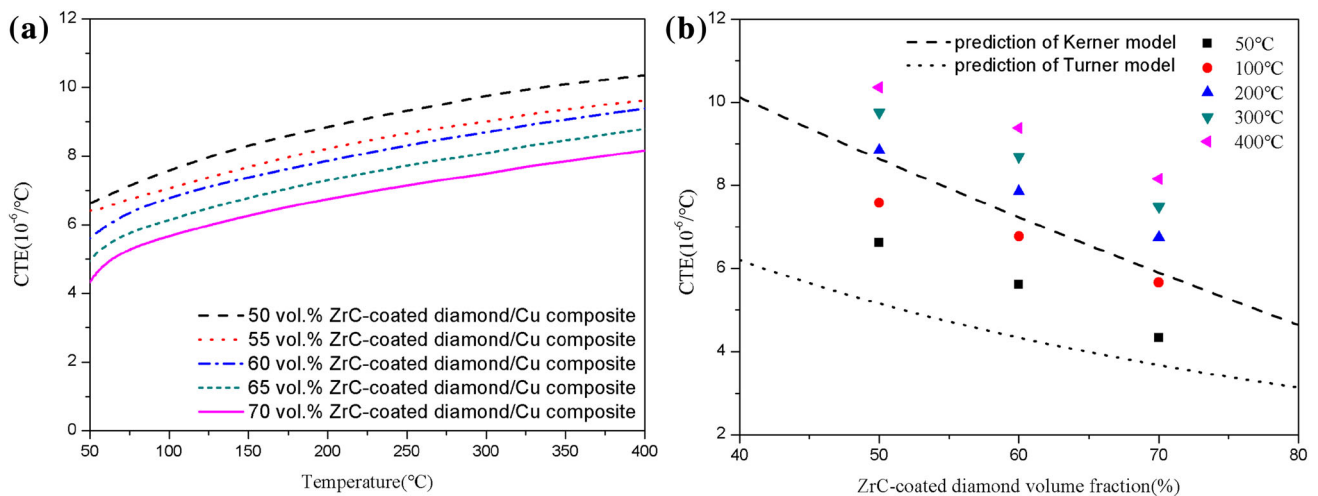 (a)
12
10
8
6
4
2
0
CTE(10⁻⁶/℃)
50 vol.% ZrC-coated diamond/Cu composite
55 vol.% ZrC-coated diamond/Cu composite
60 vol.% ZrC-coated diamond/Cu composite
65 vol.% ZrC-coated diamond/Cu composite
70 vol.% ZrC-coated diamond/Cu composite
50 100 150 200 250 300 350 400
Temperature(℃)
(b)
12
10
8
6
4
2
CTE(10⁻⁶/℃)
prediction of Kerner model
prediction of Turner model
50℃
100℃
200℃
300℃
400℃
40 50 60 70 80
ZrC-coated diamond volume fraction(%)